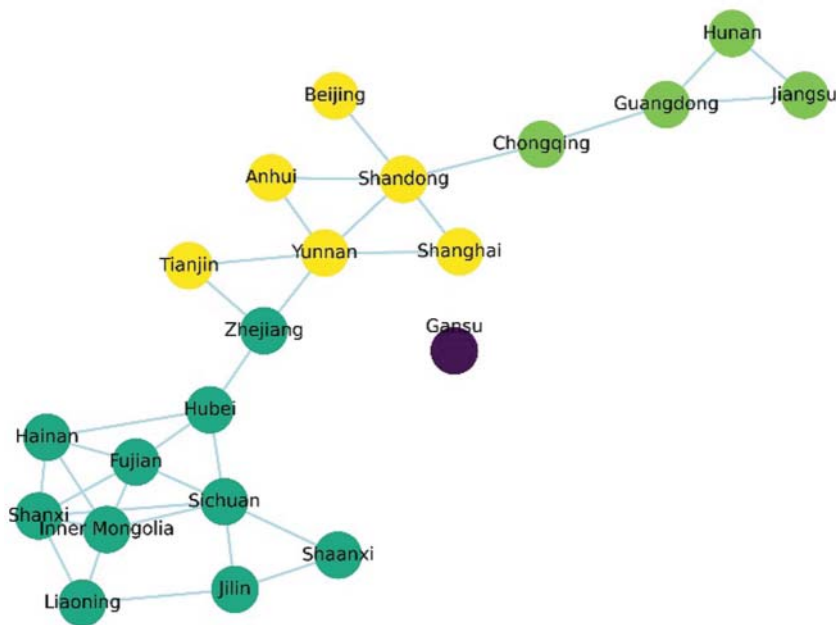 Hunan
Beijing
Jiangsu
Guangdong
Chongqing
Anhui
Shandong
Yunnan
Shanghai
Tianjin
Zhejiang
Gansu
Hubei
Hainan
Fujian
Sichuan
Shanxi
Inner Mongolia
Shaanxi
Jilin
Liaoning